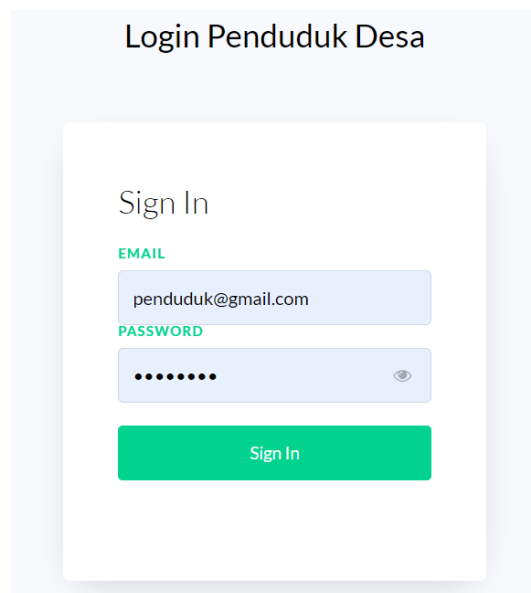 Login Penduduk Desa
Sign In
EMAIL
penduduk@gmail.com
PASSWORD
••••••••
Sign In